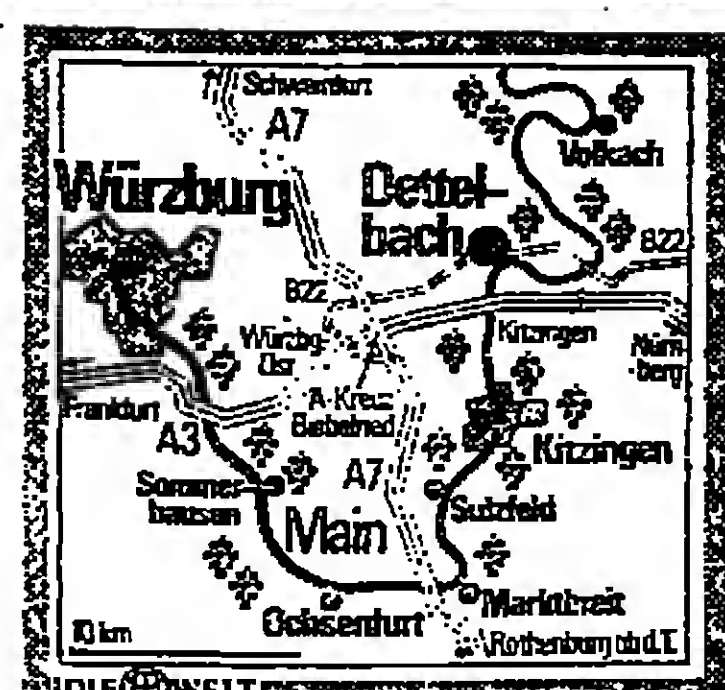 Schweinfurt
A7
Volkach
Würzburg
Dettel-
bach
B22
B22
Würzbg-
Ost
Kitzingen
Nürn-
berg
Frankfurt
A-Kreuz
Biebelried
A3
Kitzingen
Sommer-
hausen
A7
Sulzfeld
Main
Marktbreit
Ochsenfurt
10 km
Rothenburg ob d.T.